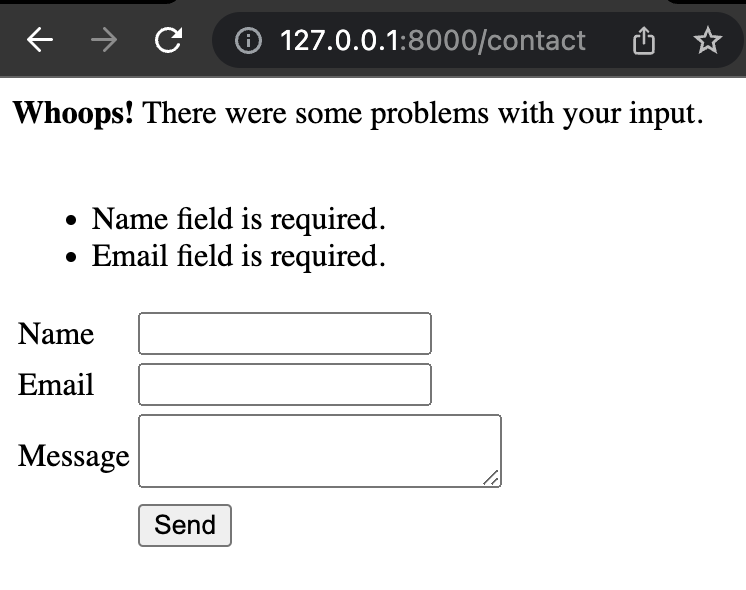 127.0.0.1:8000/contact
Whoops! There were some problems with your input.
Name field is required.
Email field is required.
Name
Email
Message
Send